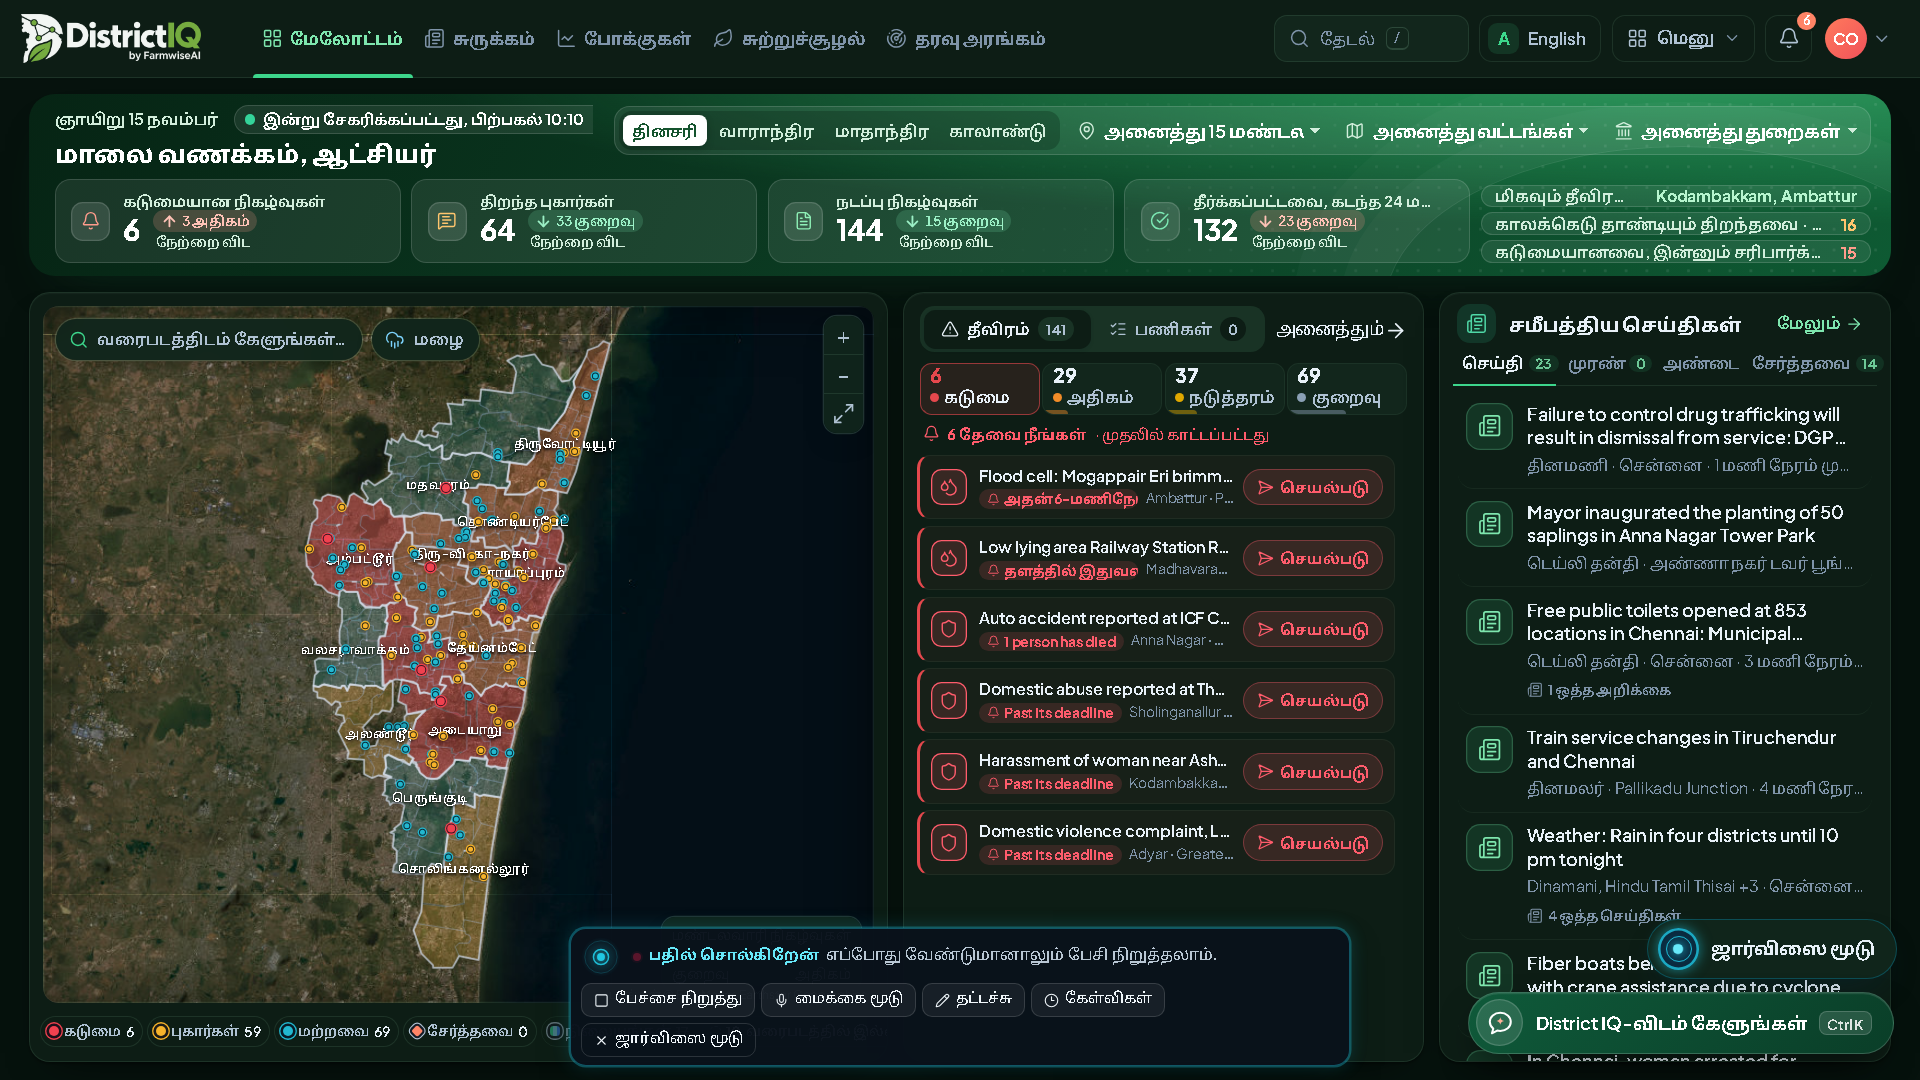 DistrictIQ
by FarmwiseAI
மேலோட்டம்
சுருக்கம்
போக்குகள்
சுற்றுச்சூழல்
தரவு அரங்கம்
தேடல் /
A English
மெனு
6
CO
ஞாயிறு 15 நவம்பர்
இன்று சேகரிக்கப்பட்டது, பிற்பகல் 10:10
மாலை வணக்கம், ஆட்சியர்
தினசரி
வாராந்திர
மாதாந்திர
காலாண்டு
அனைத்து 15 மண்டல
அனைத்து வட்டங்கள்
அனைத்து துறைகள்
கடுமையான நிகழ்வுகள்
6
3 அதிகம்
நேற்றை விட
திறந்த புகார்கள்
64
33 குறைவு
நேற்றை விட
நடப்பு நிகழ்வுகள்
144
15 குறைவு
நேற்றை விட
தீர்க்கப்பட்டவை, கடந்த 24 ம...
132
23 குறைவு
நேற்றை விட
மிகவும் தீவிர... Kodambakkam, Ambattur
காலக்கெடு தாண்டியும் திறந்தவை · ... 16
கடுமையானவை, இன்னும் சரிபார்க்... 15
வரைபடத்திடம் கேளுங்கள்...
மழை
+
−
திருவோட்டியூர்
மதவரம்
தொண்டியர்பேட்
அம்பட்டூர்
திரு-வி-கா-நகர்
ராயபுரம்
வலசரவாக்கம்
தேய்னம்பேட்
அலண்டூர்
அடையாறு
பெருங்குடி
சொலிங்கனல்லூர்
கடுமை 6
புகார்கள் 59
மற்றவை 69
சேர்த்தவை 0
தீவிரம் 141
பணிகள் 0
அனைத்தும்
6
கடுமை
29
அதிகம்
37
நடுத்தரம்
69
குறைவு
6 தேவை நீங்கள் · முதலில் காட்டப்பட்டது
Flood cell: Mogappair Eri brimm...
அதன் 6-மணிநே Ambattur · P...
செயல்படு
Low lying area Railway Station R...
தளத்தில் இதுவ Madhavara...
செயல்படு
Auto accident reported at ICF C...
1 person has died Anna Nagar · ...
செயல்படு
Domestic abuse reported at Th...
Past its deadline Sholinganallur ...
செயல்படு
Harassment of woman near Ash...
Past its deadline Kodambakka...
செயல்படு
Domestic violence complaint, L...
Past its deadline Adyar · Greate...
செயல்படு
சமீபத்திய செய்திகள்
மேலும்
செய்தி 23
முரண் 0
அண்டை
சேர்த்தவை 14
Failure to control drug trafficking will
result in dismissal from service: DGP...
தினமணி · சென்னை · 1 மணி நேரம் மு...
Mayor inaugurated the planting of 50
saplings in Anna Nagar Tower Park
டெய்லி தன்தி · அண்ணா நகர் டவர் பூங்...
Free public toilets opened at 853
locations in Chennai: Municipal...
டெய்லி தன்தி · சென்னை · 3 மணி நேரம்...
1 ஒத்த அறிக்கை
Train service changes in Tiruchendur
and Chennai
தினமலர் · Pallikadu Junction · 4 மணி நேர...
Weather: Rain in four districts until 10
pm tonight
Dinamani, Hindu Tamil Thisai +3 · சென்னை...
4 ஒத்த செய்திகள்
Fiber boats be
with crane assistance due to cyclone
In Chennai, woman arrested for
பதில் சொல்கிறேன் எப்போது வேண்டுமானாலும் பேசி நிறுத்தலாம்.
பேச்சை நிறுத்து
மைக்கை மூடு
தட்டச்சு
கேள்விகள்
ஜார்விஸை மூடு
ஜார்விஸை மூடு
District IQ-விடம் கேளுங்கள் Ctrl K